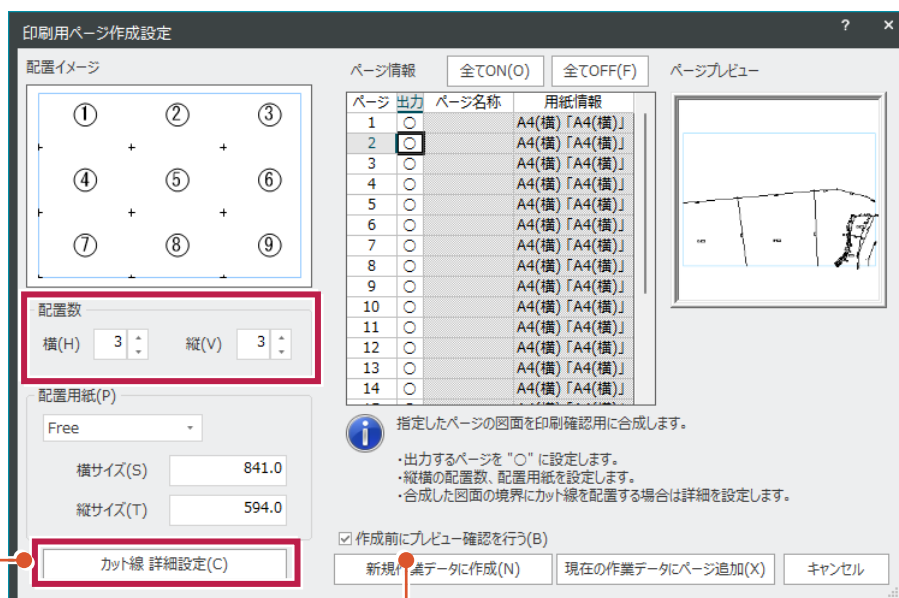 印刷用ページ作成設定
? ×
配置イメージ
① ② ③
④ ⑤ ⑥
⑦ ⑧ ⑨
配置数
横(H) 3 縦(V) 3
配置用紙(P)
Free
横サイズ(S) 841.0
縦サイズ(T) 594.0
カット線 詳細設定(C)
ページ情報 全てON(O) 全てOFF(F)
ページ 出力 ページ名称 用紙情報
1 ○ A4(横)「A4(横)」
2 ○ A4(横)「A4(横)」
3 ○ A4(横)「A4(横)」
4 ○ A4(横)「A4(横)」
5 ○ A4(横)「A4(横)」
6 ○ A4(横)「A4(横)」
7 ○ A4(横)「A4(横)」
8 ○ A4(横)「A4(横)」
9 ○ A4(横)「A4(横)」
10 ○ A4(横)「A4(横)」
11 ○ A4(横)「A4(横)」
12 ○ A4(横)「A4(横)」
13 ○ A4(横)「A4(横)」
14 ○ A4(横)「A4(横)」
ページプレビュー
指定したページの図面を印刷確認用に合成します。
・出力するページを "○" に設定します。
・縦横の配置数、配置用紙を設定します。
・合成した図面の境界にカット線を配置する場合は詳細を設定します。
作成前にプレビュー確認を行う(B)
新規作業データに作成(N) 現在の作業データにページ追加(X) キャンセル